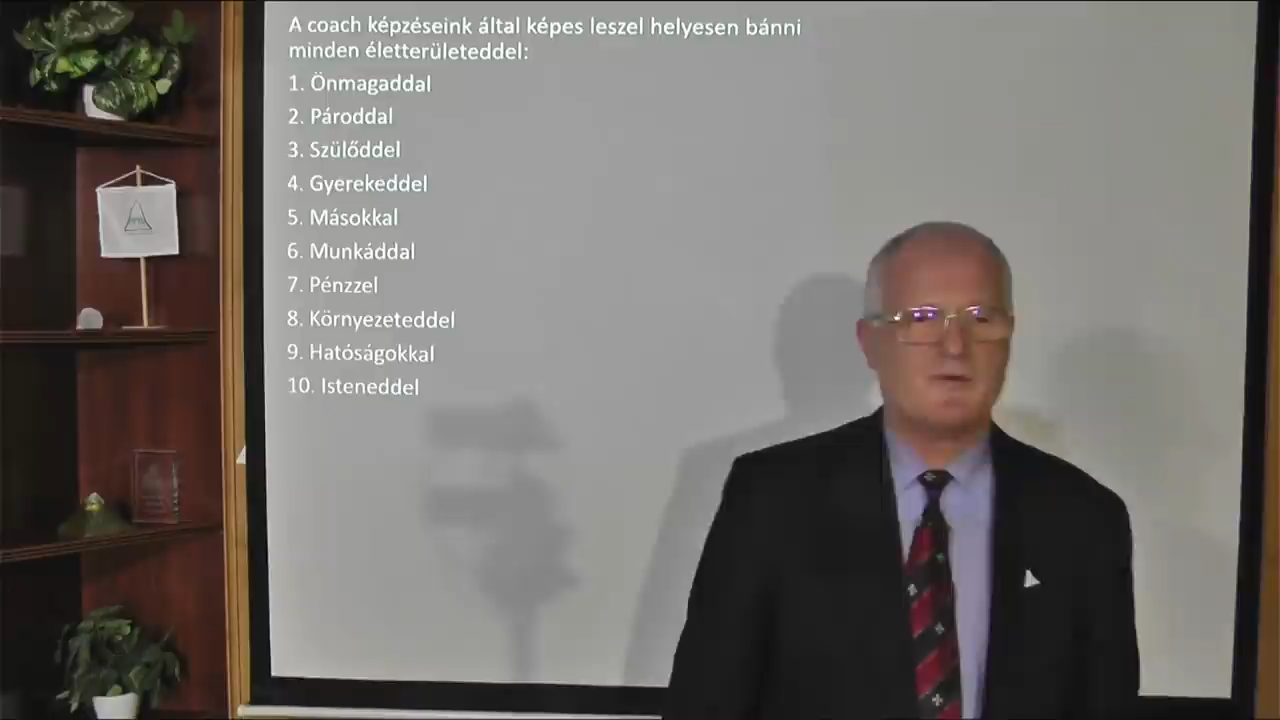 A coach képzéseink által képes leszel helyesen bánni
minden életterületeddel:
1. Önmagaddal
2. Pároddal
3. Szülőddel
4. Gyerekeddel
5. Másokkal
6. Munkáddal
7. Pénzzel
8. Környezeteddel
9. Hatóságokkal
10. Isteneddel